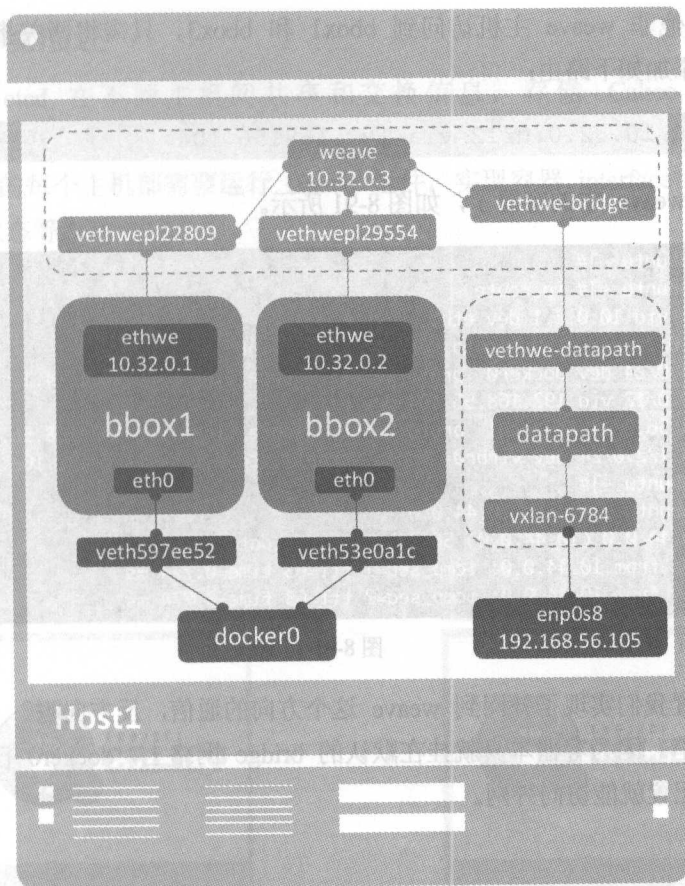 weave
10.32.0.3
vethwe-bridge
vethwepl22809
vethwepl29554
ethwe
10.32.0.1
ethwe
10.32.0.2
vethwe-datapath
bbox1
bbox2
datapath
eth0
eth0
vxlan-6784
veth597ee52
veth53e0a1c
docker0
enp0s8
192.168.56.105
Host1